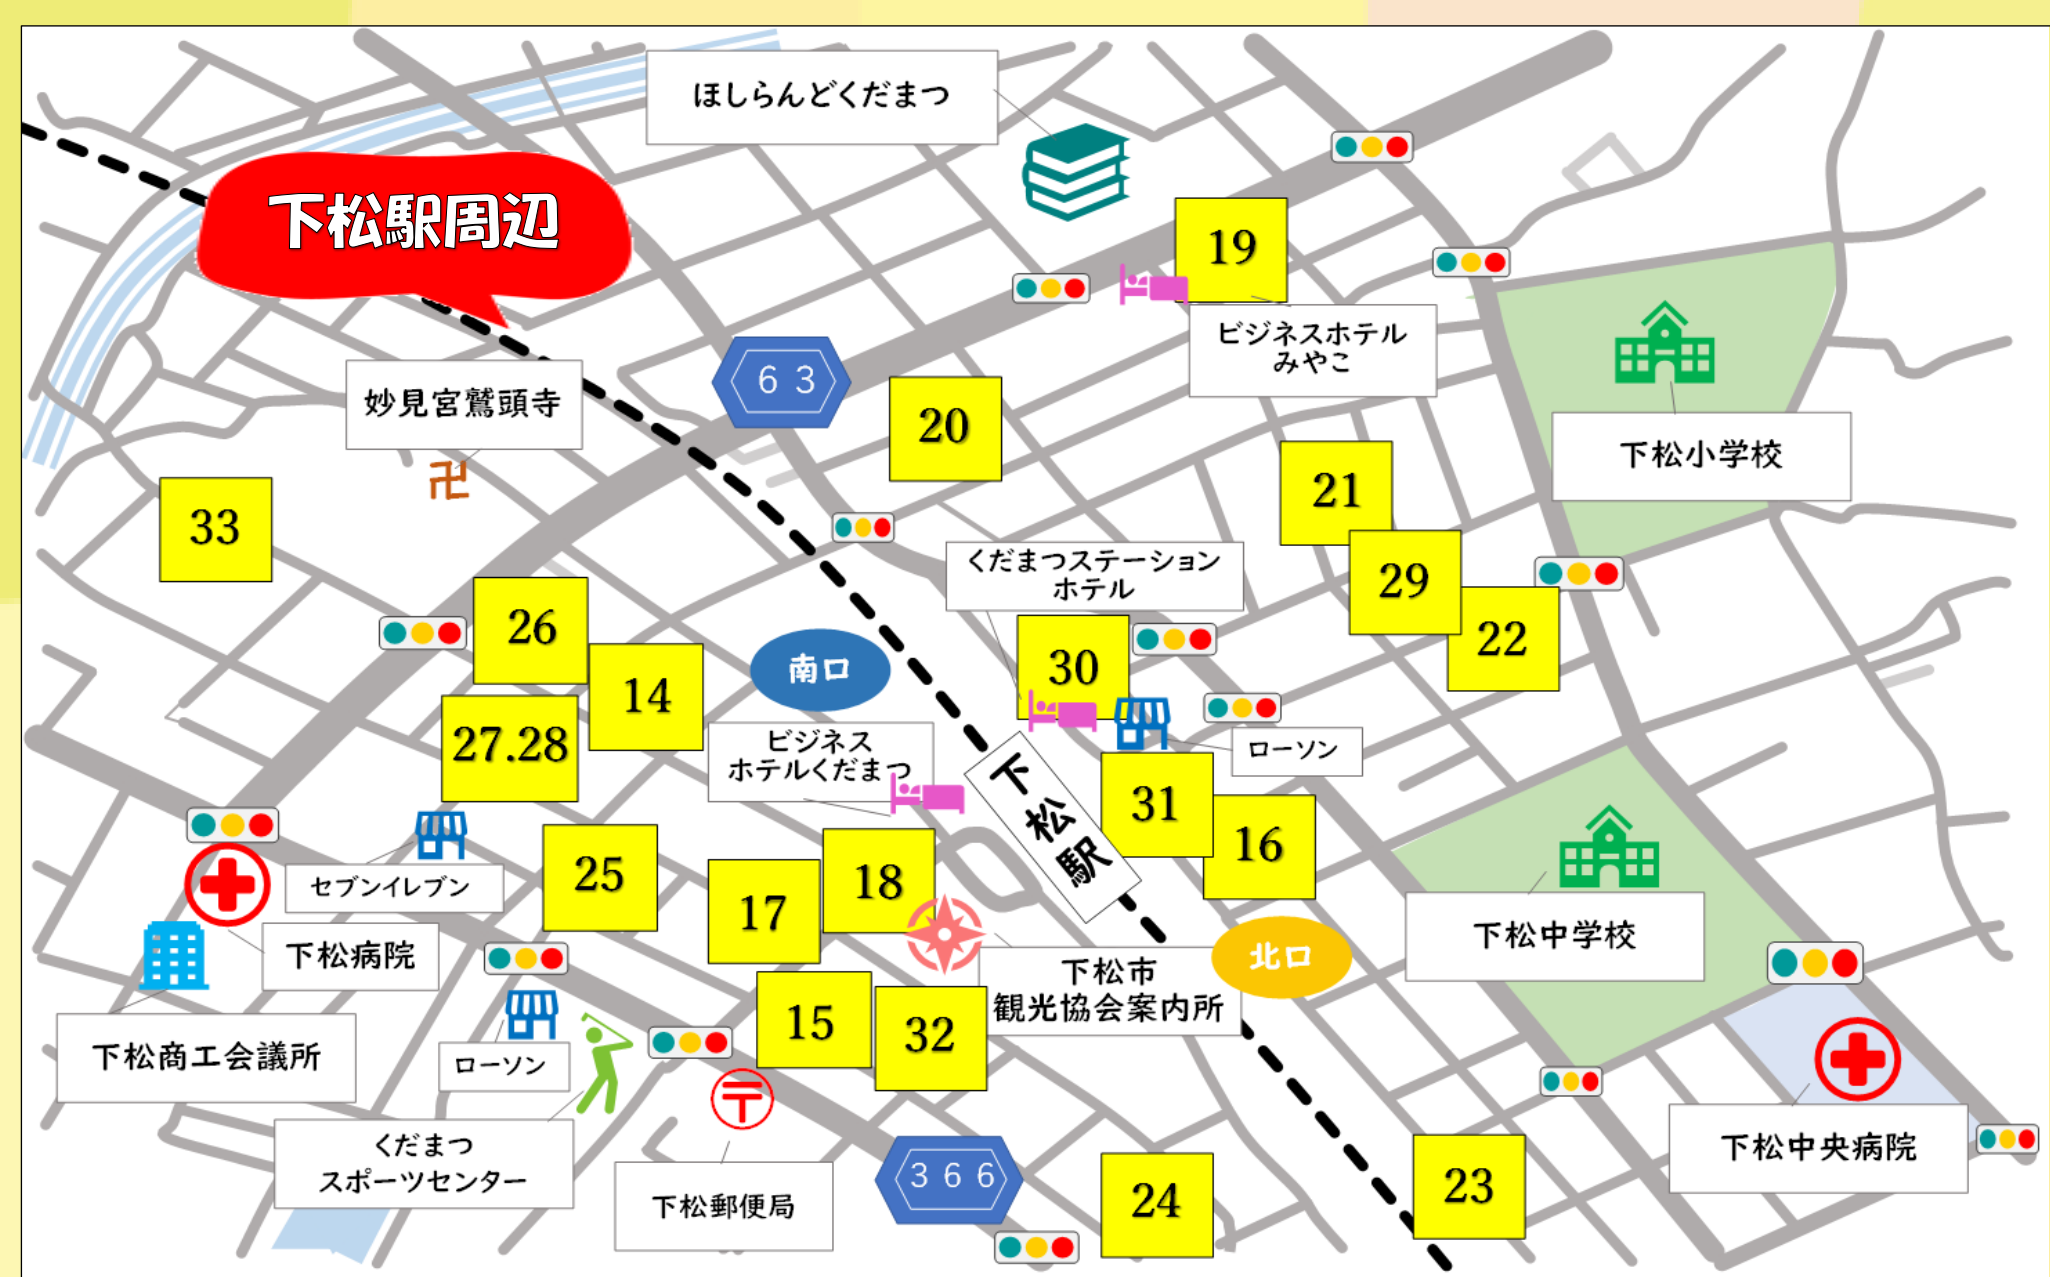 ほしらんどくだまつ
下松駅周辺
19
ビジネスホテル
みやこ
63
妙見宮鷲頭寺
卍
20
下松小学校
21
33
くだまつステーション
ホテル
29
26
22
14
南口
30
27.28
ビジネス
ホテルくだまつ
ローソン
下松駅
31
16
25
18
セブンイレブン
17
下松中学校
下松病院
北口
下松市
観光協会案内所
15
32
下松商工会議所
ローソン
〒
くだまつ
スポーツセンター
下松中央病院
366
下松郵便局
24
23